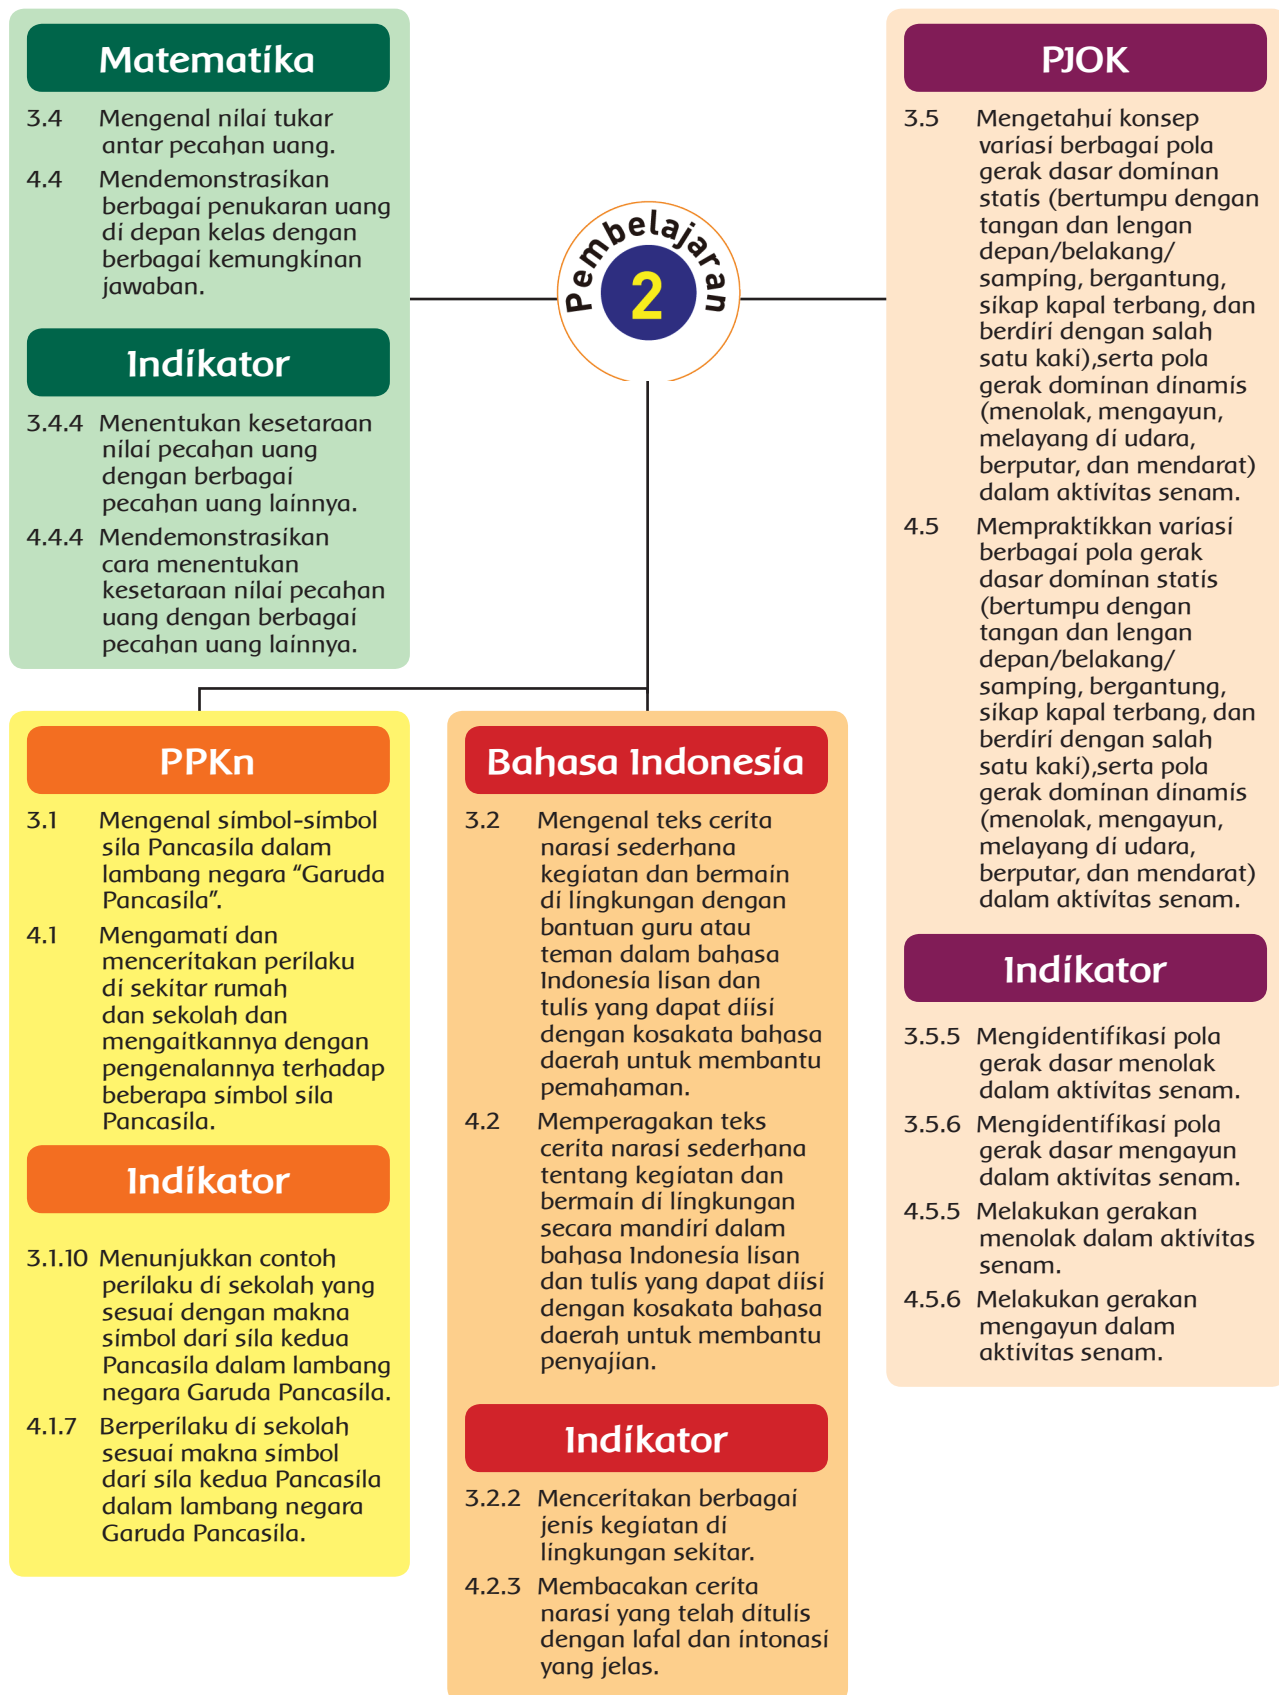 Matematika
3.4 Mengenal nilai tukar
antar pecahan uang.
4.4 Mendemonstrasikan
berbagai penukaran uang
di depan kelas dengan
berbagai kemungkinan
jawaban.
Indikator
3.4.4 Menentukan kesetaraan
nilai pecahan uang
dengan berbagai
pecahan uang lainnya.
4.4.4 Mendemonstrasikan
cara menentukan
kesetaraan nilai pecahan
uang dengan berbagai
pecahan uang lainnya.
Pembelajaran
2
PJOK
3.5 Mengetahui konsep
variasi berbagai pola
gerak dasar dominan
statis (bertumpu dengan
tangan dan lengan
depan/belakang/
samping, bergantung,
sikap kapal terbang, dan
berdiri dengan salah
satu kaki),serta pola
gerak dominan dinamis
(menolak, mengayun,
melayang di udara,
berputar, dan mendarat)
dalam aktivitas senam.
4.5 Mempraktikkan variasi
berbagai pola gerak
dasar dominan statis
(bertumpu dengan
tangan dan lengan
depan/belakang/
samping, bergantung,
sikap kapal terbang, dan
berdiri dengan salah
satu kaki),serta pola
gerak dominan dinamis
(menolak, mengayun,
melayang di udara,
berputar, dan mendarat)
dalam aktivitas senam.
Indikator
3.5.5 Mengidentifikasi pola
gerak dasar menolak
dalam aktivitas senam.
3.5.6 Mengidentifikasi pola
gerak dasar mengayun
dalam aktivitas senam.
4.5.5 Melakukan gerakan
menolak dalam aktivitas
senam.
4.5.6 Melakukan gerakan
mengayun dalam
aktivitas senam.
PPKn
3.1 Mengenal simbol-simbol
sila Pancasila dalam
lambang negara “Garuda
Pancasila”.
4.1 Mengamati dan
menceritakan perilaku
di sekitar rumah
dan sekolah dan
mengaitkannya dengan
pengenalannya terhadap
beberapa simbol sila
Pancasila.
Indikator
3.1.10 Menunjukkan contoh
perilaku di sekolah yang
sesuai dengan makna
simbol dari sila kedua
Pancasila dalam lambang
negara Garuda Pancasila.
4.1.7 Berperilaku di sekolah
sesuai makna simbol
dari sila kedua Pancasila
dalam lambang negara
Garuda Pancasila.
Bahasa Indonesia
3.2 Mengenal teks cerita
narasi sederhana
kegiatan dan bermain
di lingkungan dengan
bantuan guru atau
teman dalam bahasa
Indonesia lisan dan
tulis yang dapat diisi
dengan kosakata bahasa
daerah untuk membantu
pemahaman.
4.2 Memperagakan teks
cerita narasi sederhana
tentang kegiatan dan
bermain di lingkungan
secara mandiri dalam
bahasa Indonesia lisan
dan tulis yang dapat diisi
dengan kosakata bahasa
daerah untuk membantu
penyajian.
Indikator
3.2.2 Menceritakan berbagai
jenis kegiatan di
lingkungan sekitar.
4.2.3 Membacakan cerita
narasi yang telah ditulis
dengan lafal dan intonasi
yang jelas.